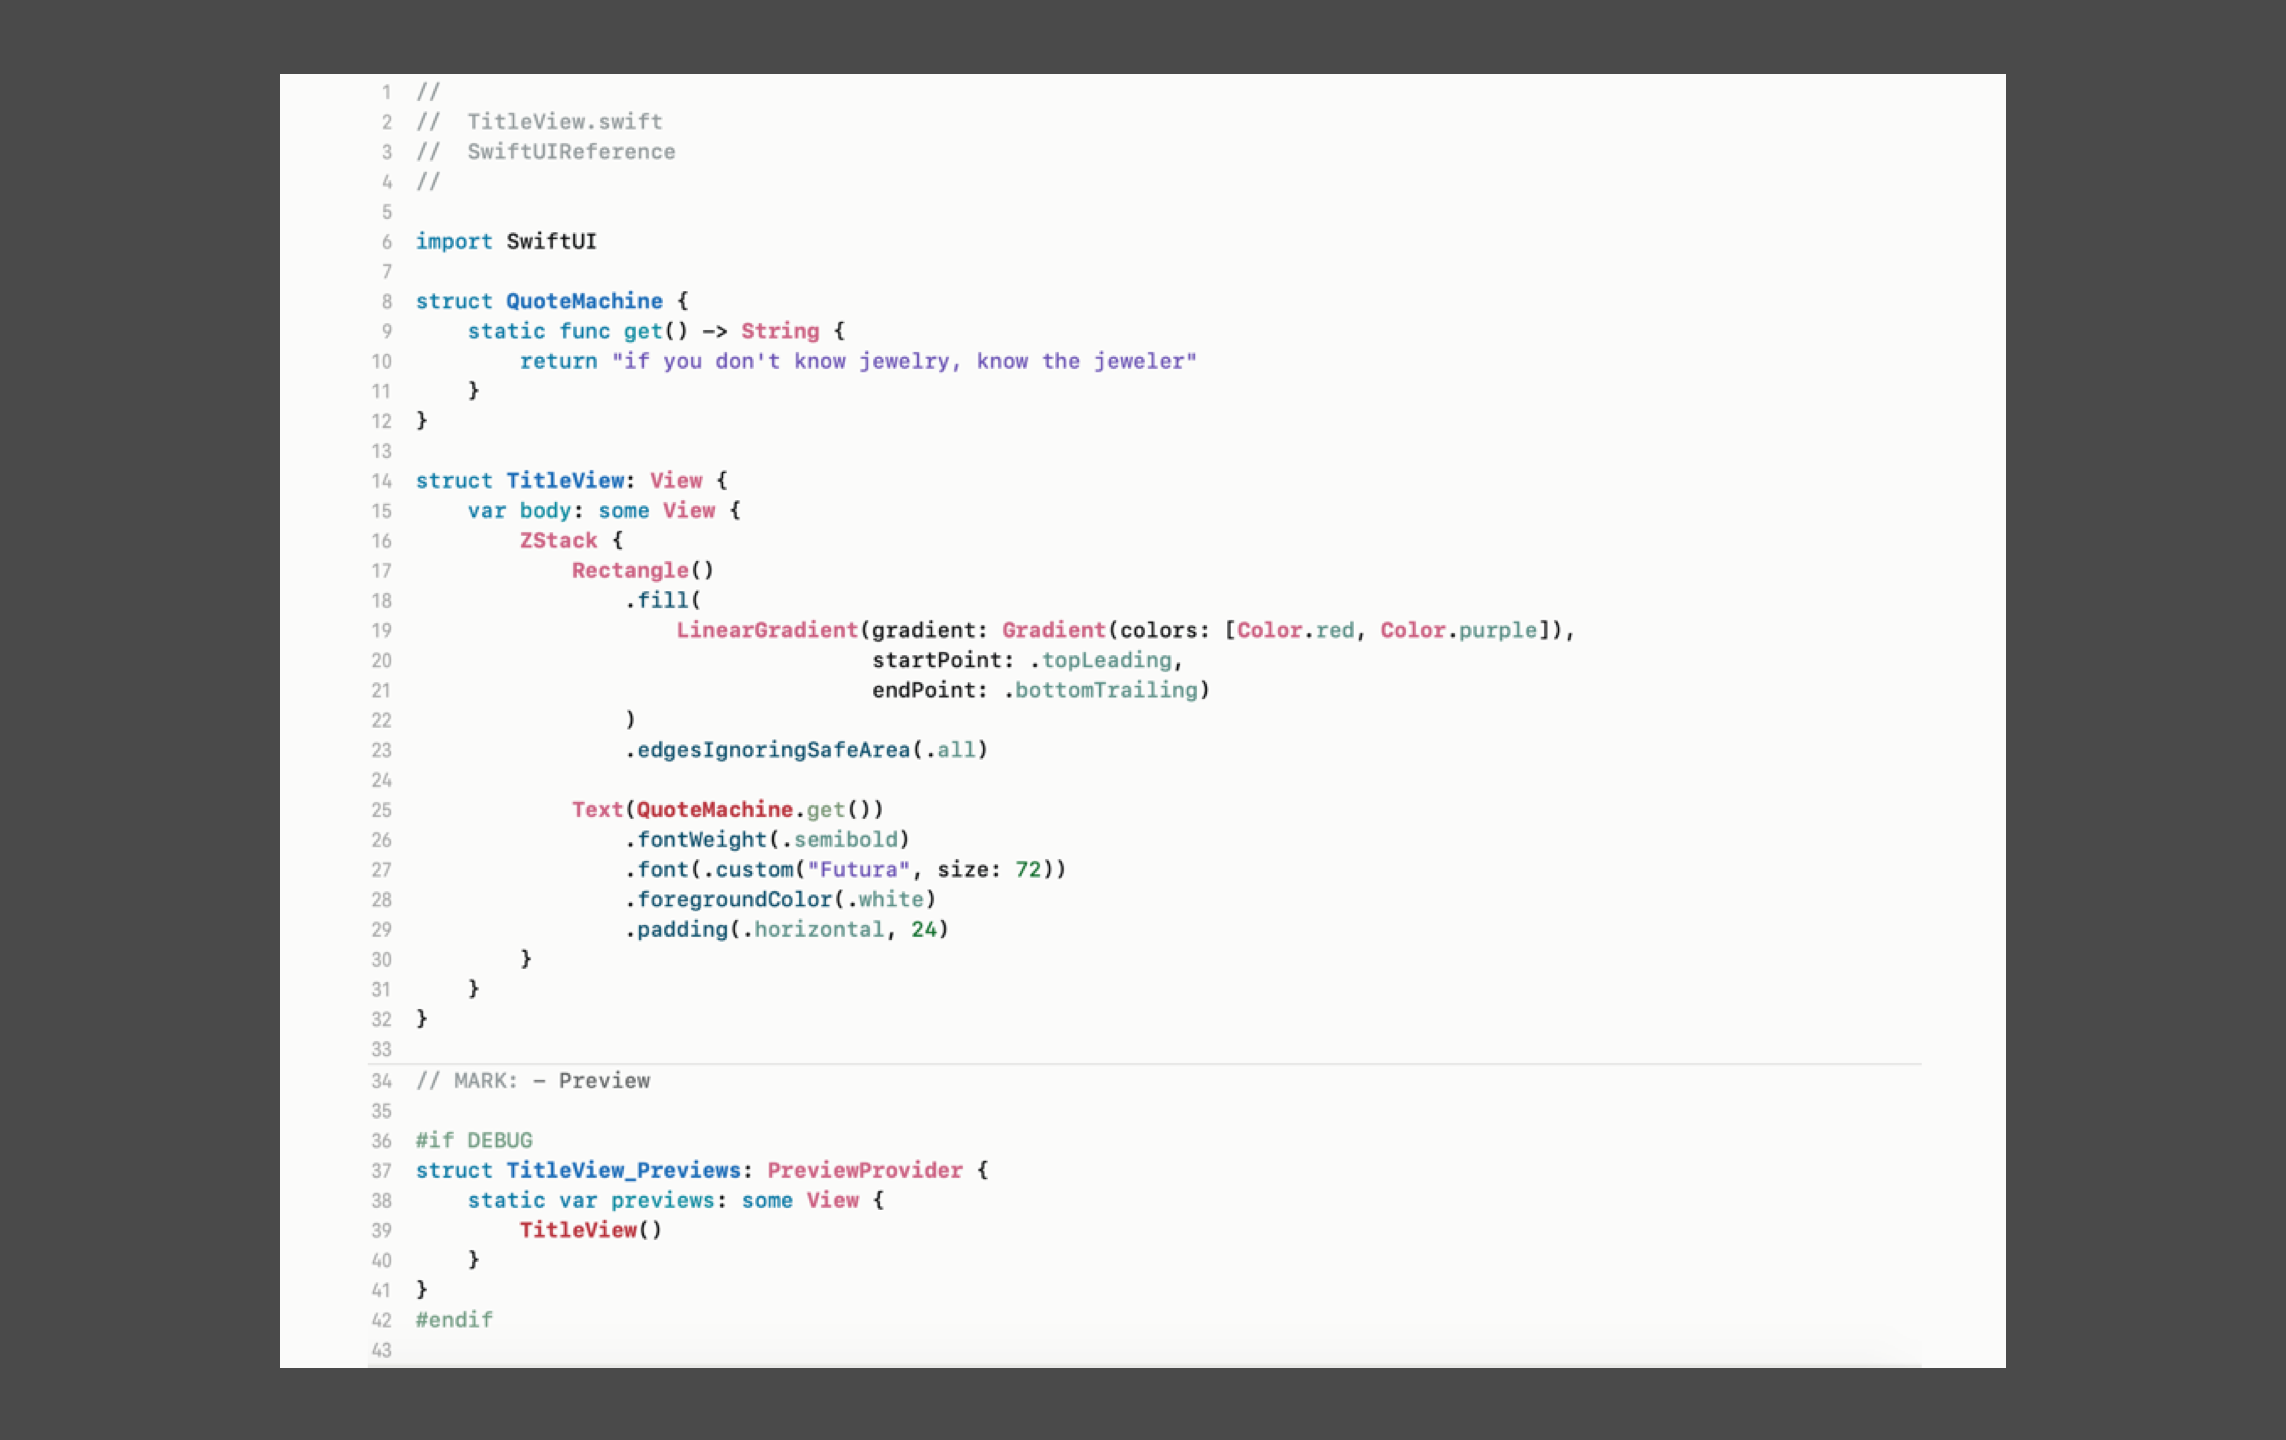 1 //
2 //  TitleView.swift
3 //  SwiftUIReference
4 //
5
6 import SwiftUI
7
8 struct QuoteMachine {
9     static func get() -> String {
10         return "if you don't know jewelry, know the jeweler"
11     }
12 }
13
14 struct TitleView: View {
15     var body: some View {
16         ZStack {
17             Rectangle()
18                 .fill(
19                     LinearGradient(gradient: Gradient(colors: [Color.red, Color.purple]),
20                                    startPoint: .topLeading,
21                                    endPoint: .bottomTrailing)
22                 )
23                 .edgesIgnoringSafeArea(.all)
24
25             Text(QuoteMachine.get())
26                 .fontWeight(.semibold)
27                 .font(.custom("Futura", size: 72))
28                 .foregroundColor(.white)
29                 .padding(.horizontal, 24)
30         }
31     }
32 }
33
34 // MARK: - Preview
35
36 #if DEBUG
37 struct TitleView_Previews: PreviewProvider {
38     static var previews: some View {
39         TitleView()
40     }
41 }
42 #endif
43